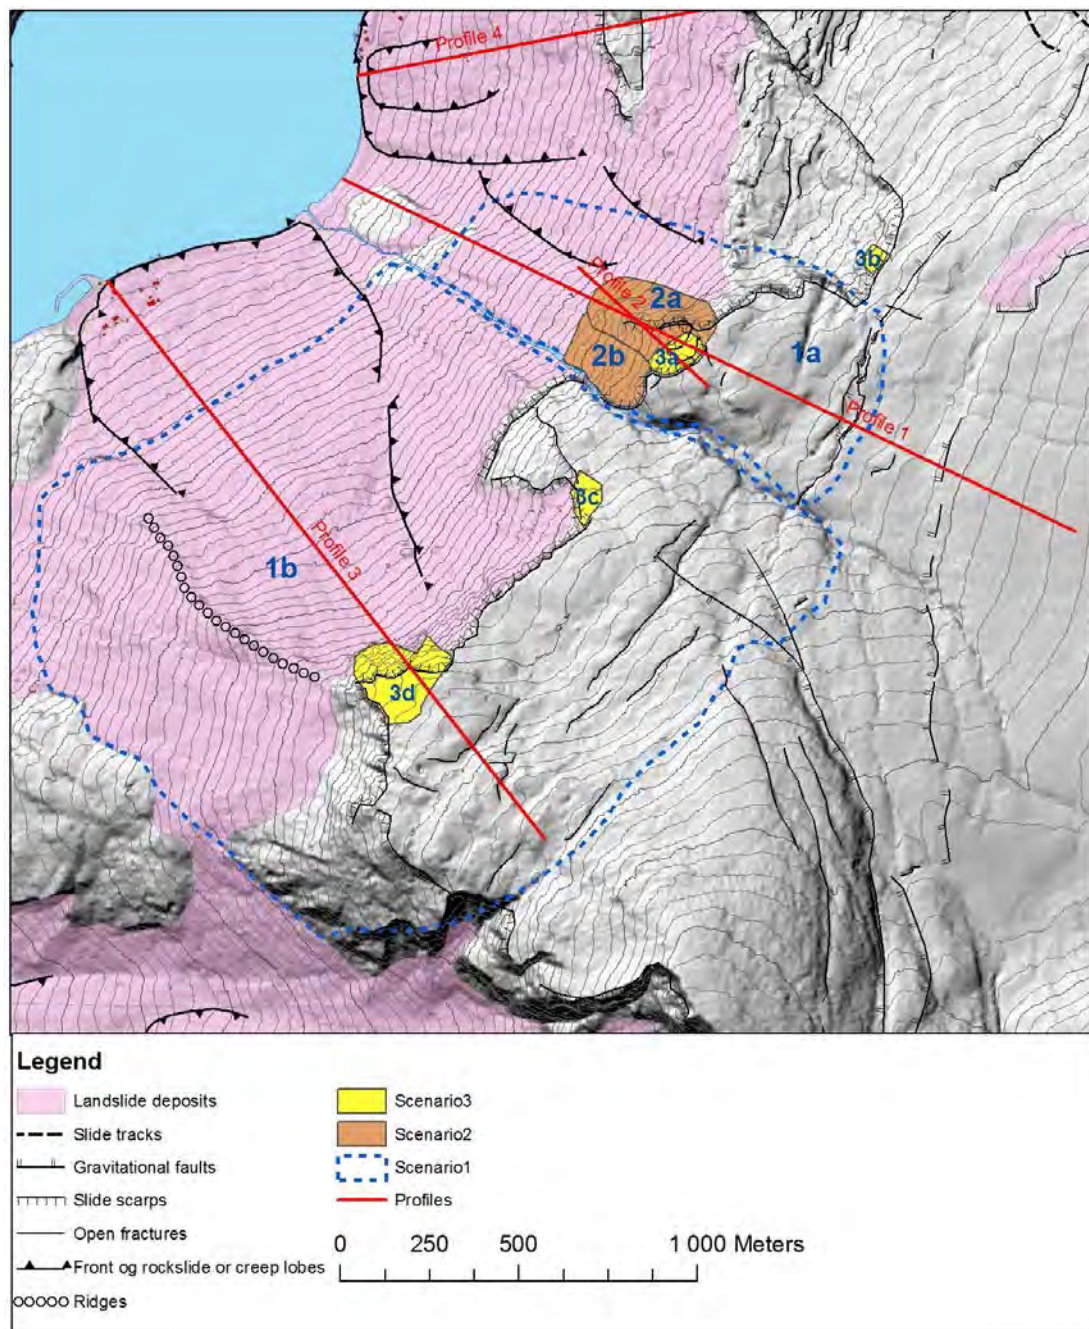 Profile 4
3b
Profile 2
2a
1a
2b
3a
Profile 1
3c
Profile 3
1b
3d
Legend
Landslide deposits
Slide tracks
Gravitational faults
Slide scarps
Open fractures
Front og rockslide or creep lobes
Ridges
Scenario3
Scenario2
Scenario1
Profiles
0 250 500 1 000 Meters